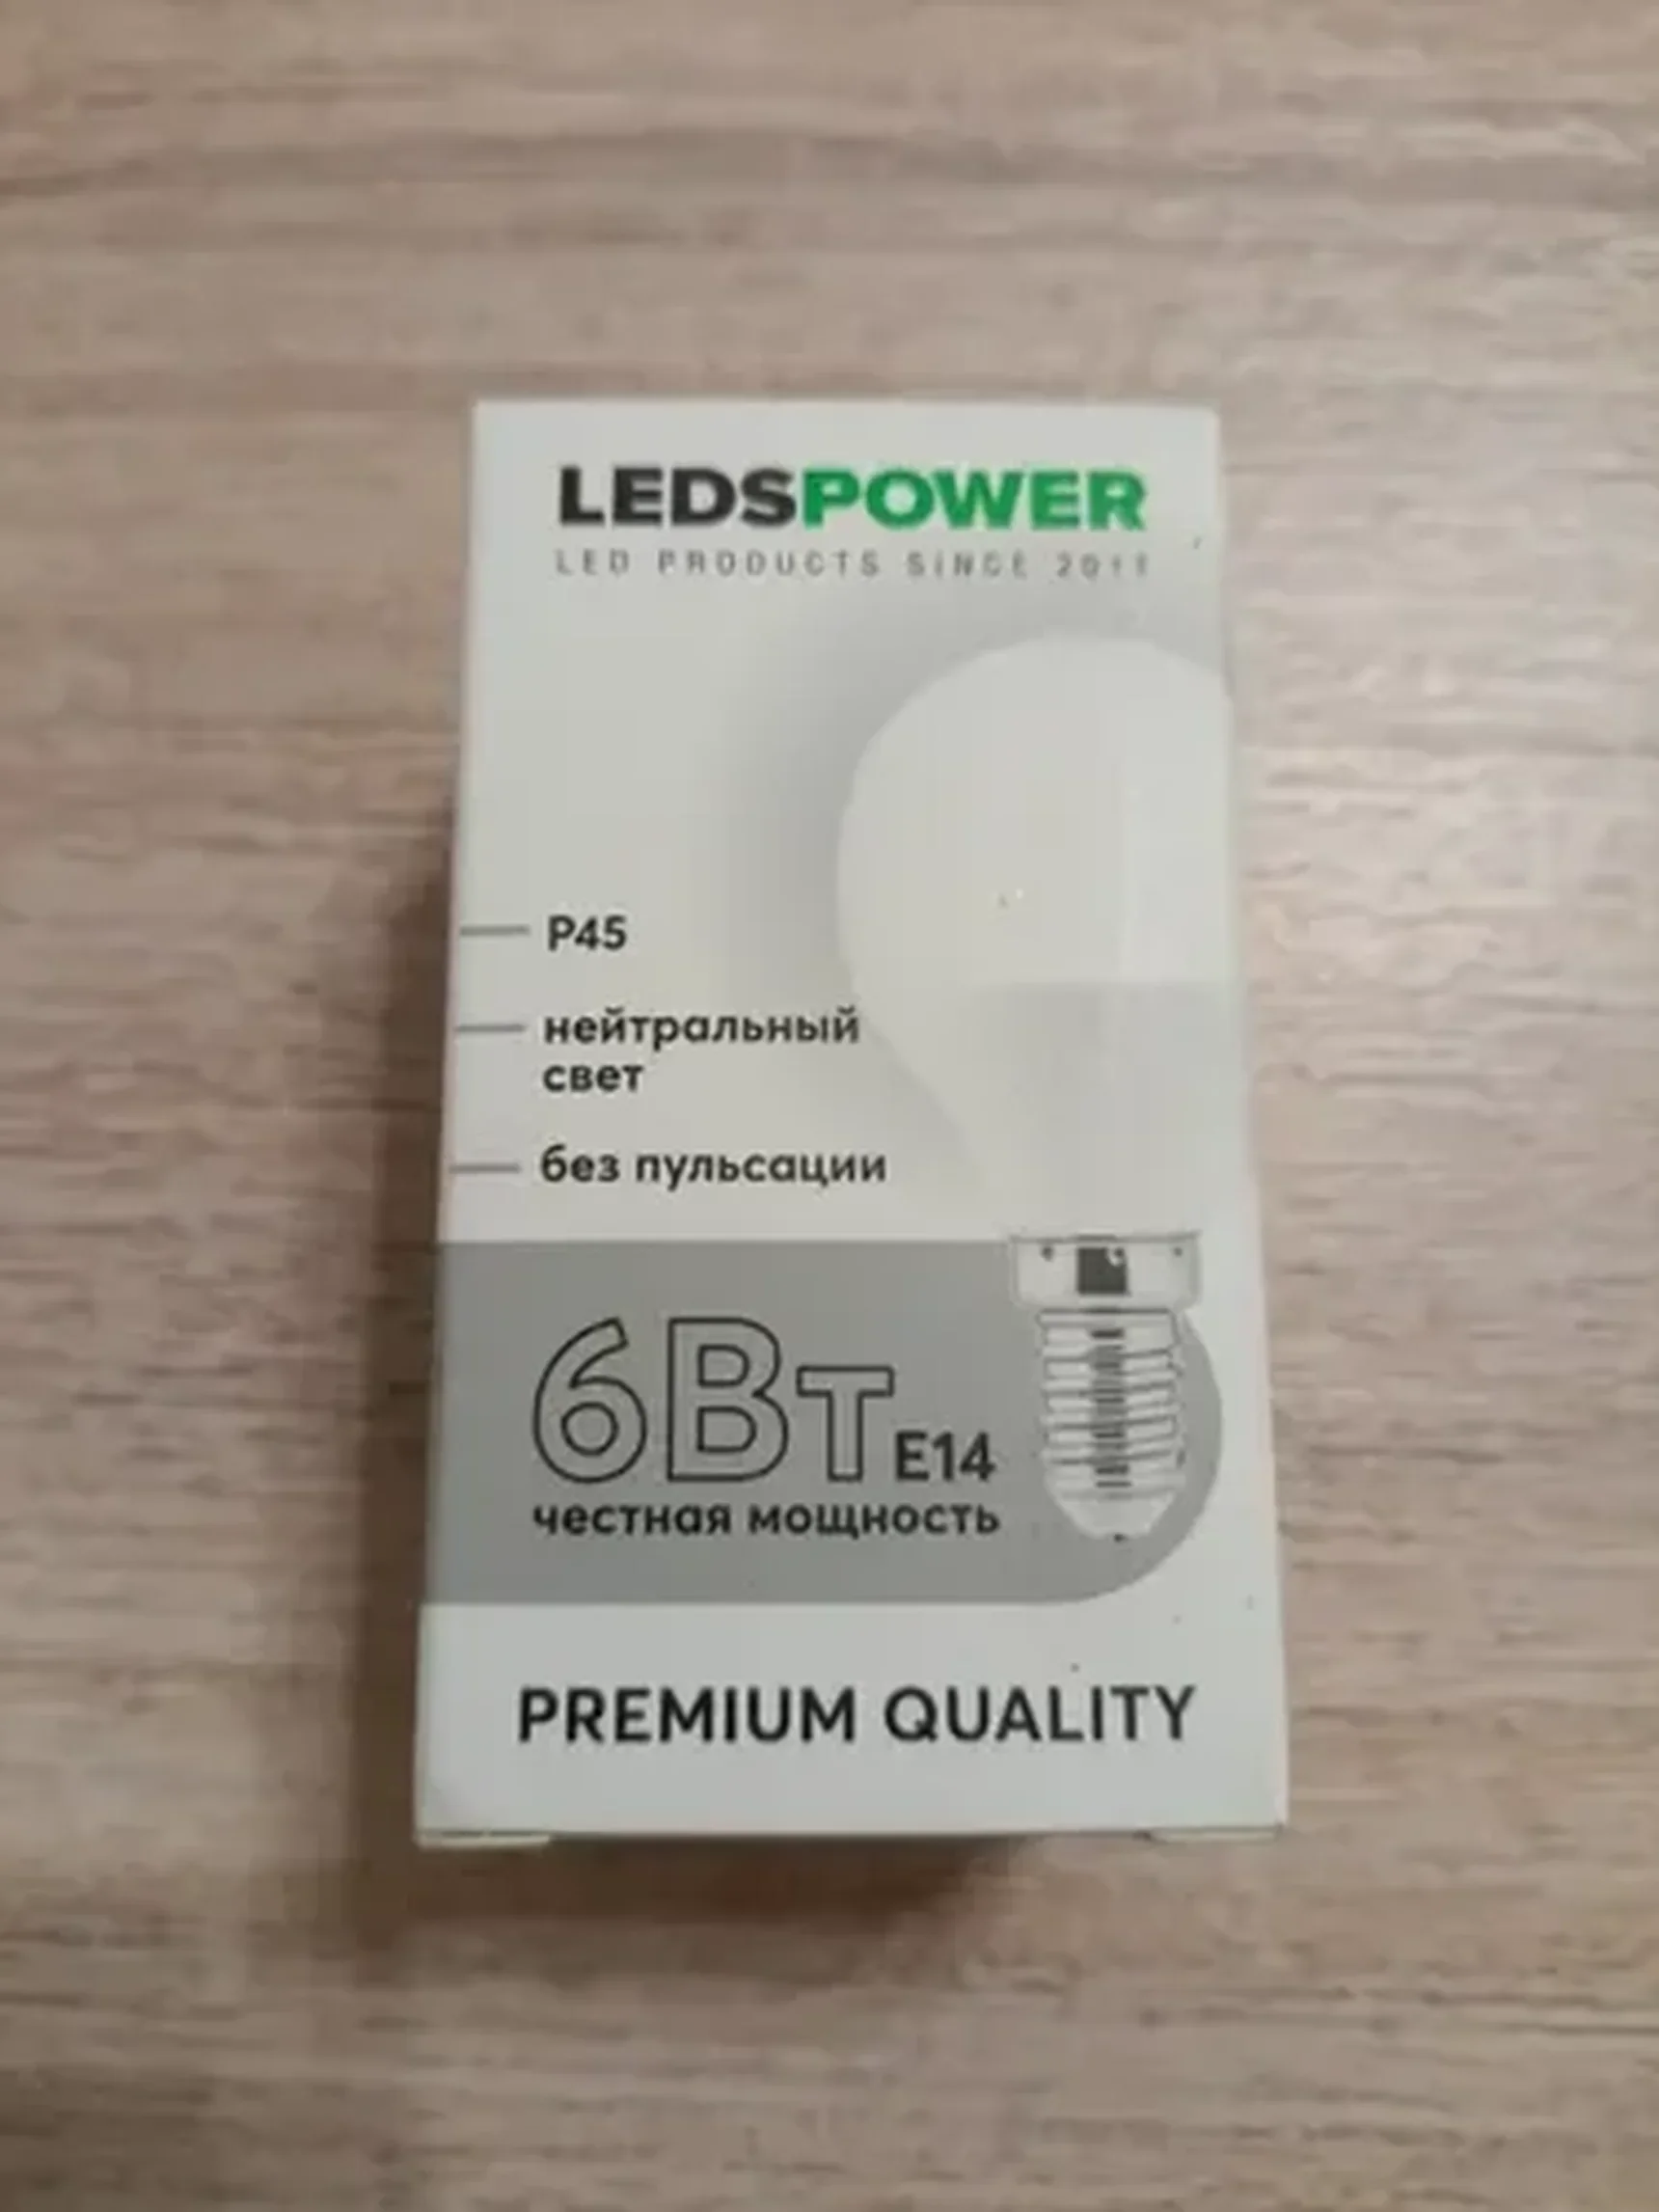 LEDSPOWER
LED PRODUCTS SINCE 2011
P45
нейтральный
свет
без пульсации
6Вт E14
честная мощность
PREMIUM QUALITY